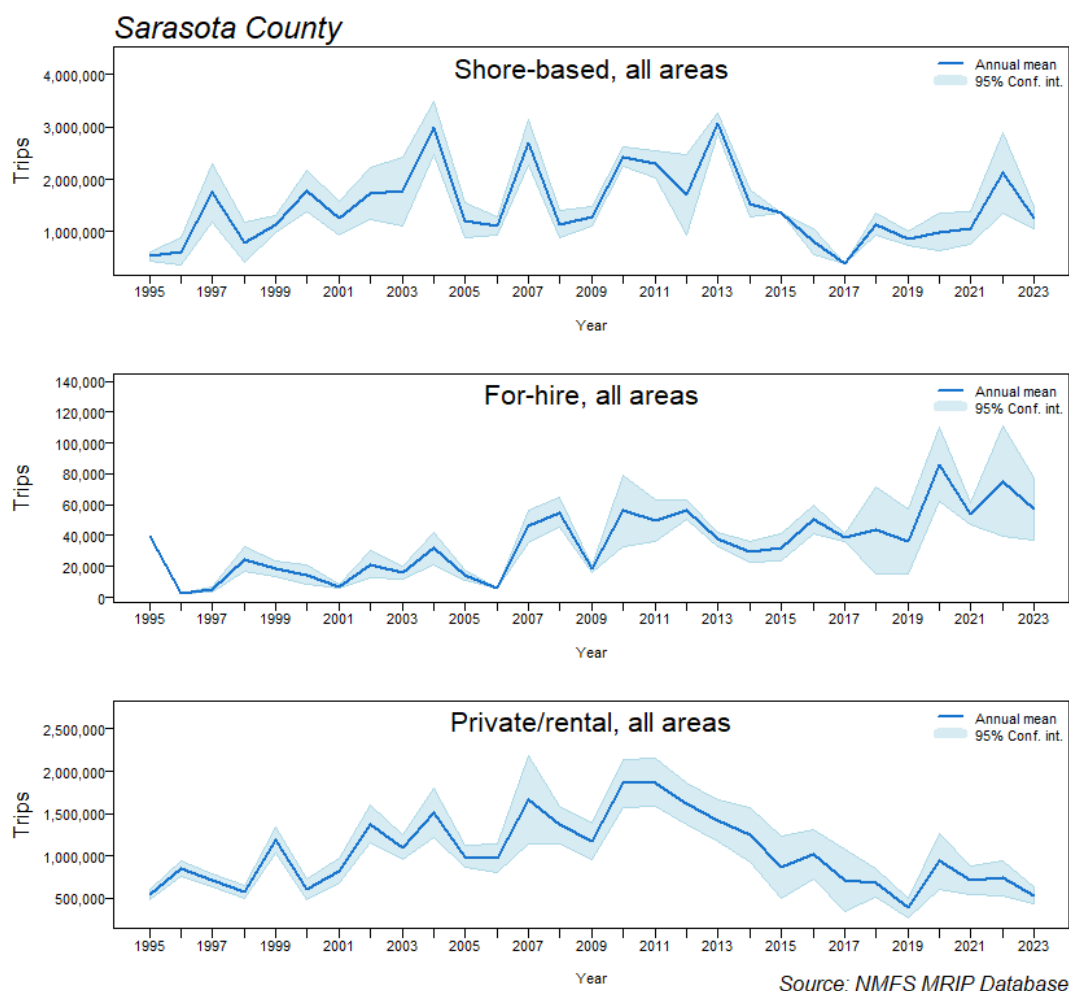 Sarasota County
Shore-based, all areas
Annual mean
95% Conf. int.
4,000,000
3,000,000
2,000,000
1,000,000
Trips
1995 1997 1999 2001 2003 2005 2007 2009 2011 2013 2015 2017 2019 2021 2023
Year
For-hire, all areas
Annual mean
95% Conf. int.
140,000
120,000
100,000
80,000
60,000
40,000
20,000
0
Trips
1995 1997 1999 2001 2003 2005 2007 2009 2011 2013 2015 2017 2019 2021 2023
Year
Private/rental, all areas
Annual mean
95% Conf. int.
2,500,000
2,000,000
1,500,000
1,000,000
500,000
Trips
1995 1997 1999 2001 2003 2005 2007 2009 2011 2013 2015 2017 2019 2021 2023
Year
Source: NMFS MRIP Database